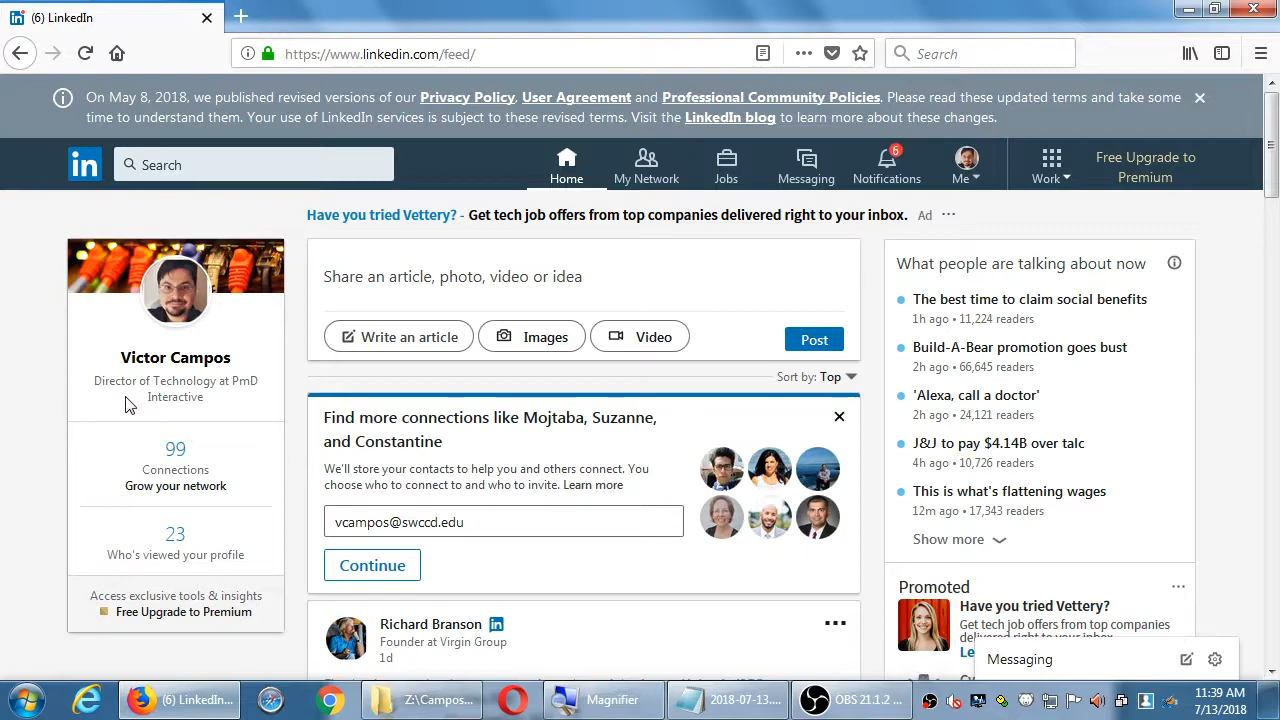 (6) LinkedIn
https://www.linkedin.com/feed/
Search
On May 8, 2018, we published revised versions of our Privacy Policy, User Agreement and Professional Community Policies. Please read these updated terms and take some
time to understand them. Your use of LinkedIn services is subject to these revised terms. Visit the LinkedIn blog to learn more about these changes.
in
Search
Home
My Network
Jobs
Messaging
6
Notifications
Me
Work
Free Upgrade to
Premium
Have you tried Vettery? - Get tech job offers from top companies delivered right to your inbox. Ad
Victor Campos
Director of Technology at PmD
Interactive
99
Connections
Grow your network
23
Who's viewed your profile
Access exclusive tools & insights
Free Upgrade to Premium
Share an article, photo, video or idea
Write an article
Images
Video
Post
Sort by: Top
Find more connections like Mojtaba, Suzanne,
and Constantine
We'll store your contacts to help you and others connect. You
choose who to connect to and who to invite. Learn more
vcampos@swccd.edu
Continue
Richard Branson in
Founder at Virgin Group
1d
What people are talking about now
The best time to claim social benefits
1h ago • 11,224 readers
Build-A-Bear promotion goes bust
2h ago • 66,645 readers
'Alexa, call a doctor'
2h ago • 24,121 readers
J&J to pay $4.14B over talc
4h ago • 10,726 readers
This is what's flattening wages
12m ago • 17,343 readers
Show more
Promoted
Have you tried Vettery?
Get tech job offers from top companies
delivered right to your inbox.
Messaging
(6) LinkedIn...
Z:\Campos...
Magnifier
2018-07-13....
OBS 21.1.2 ...
11:39 AM
7/13/2018